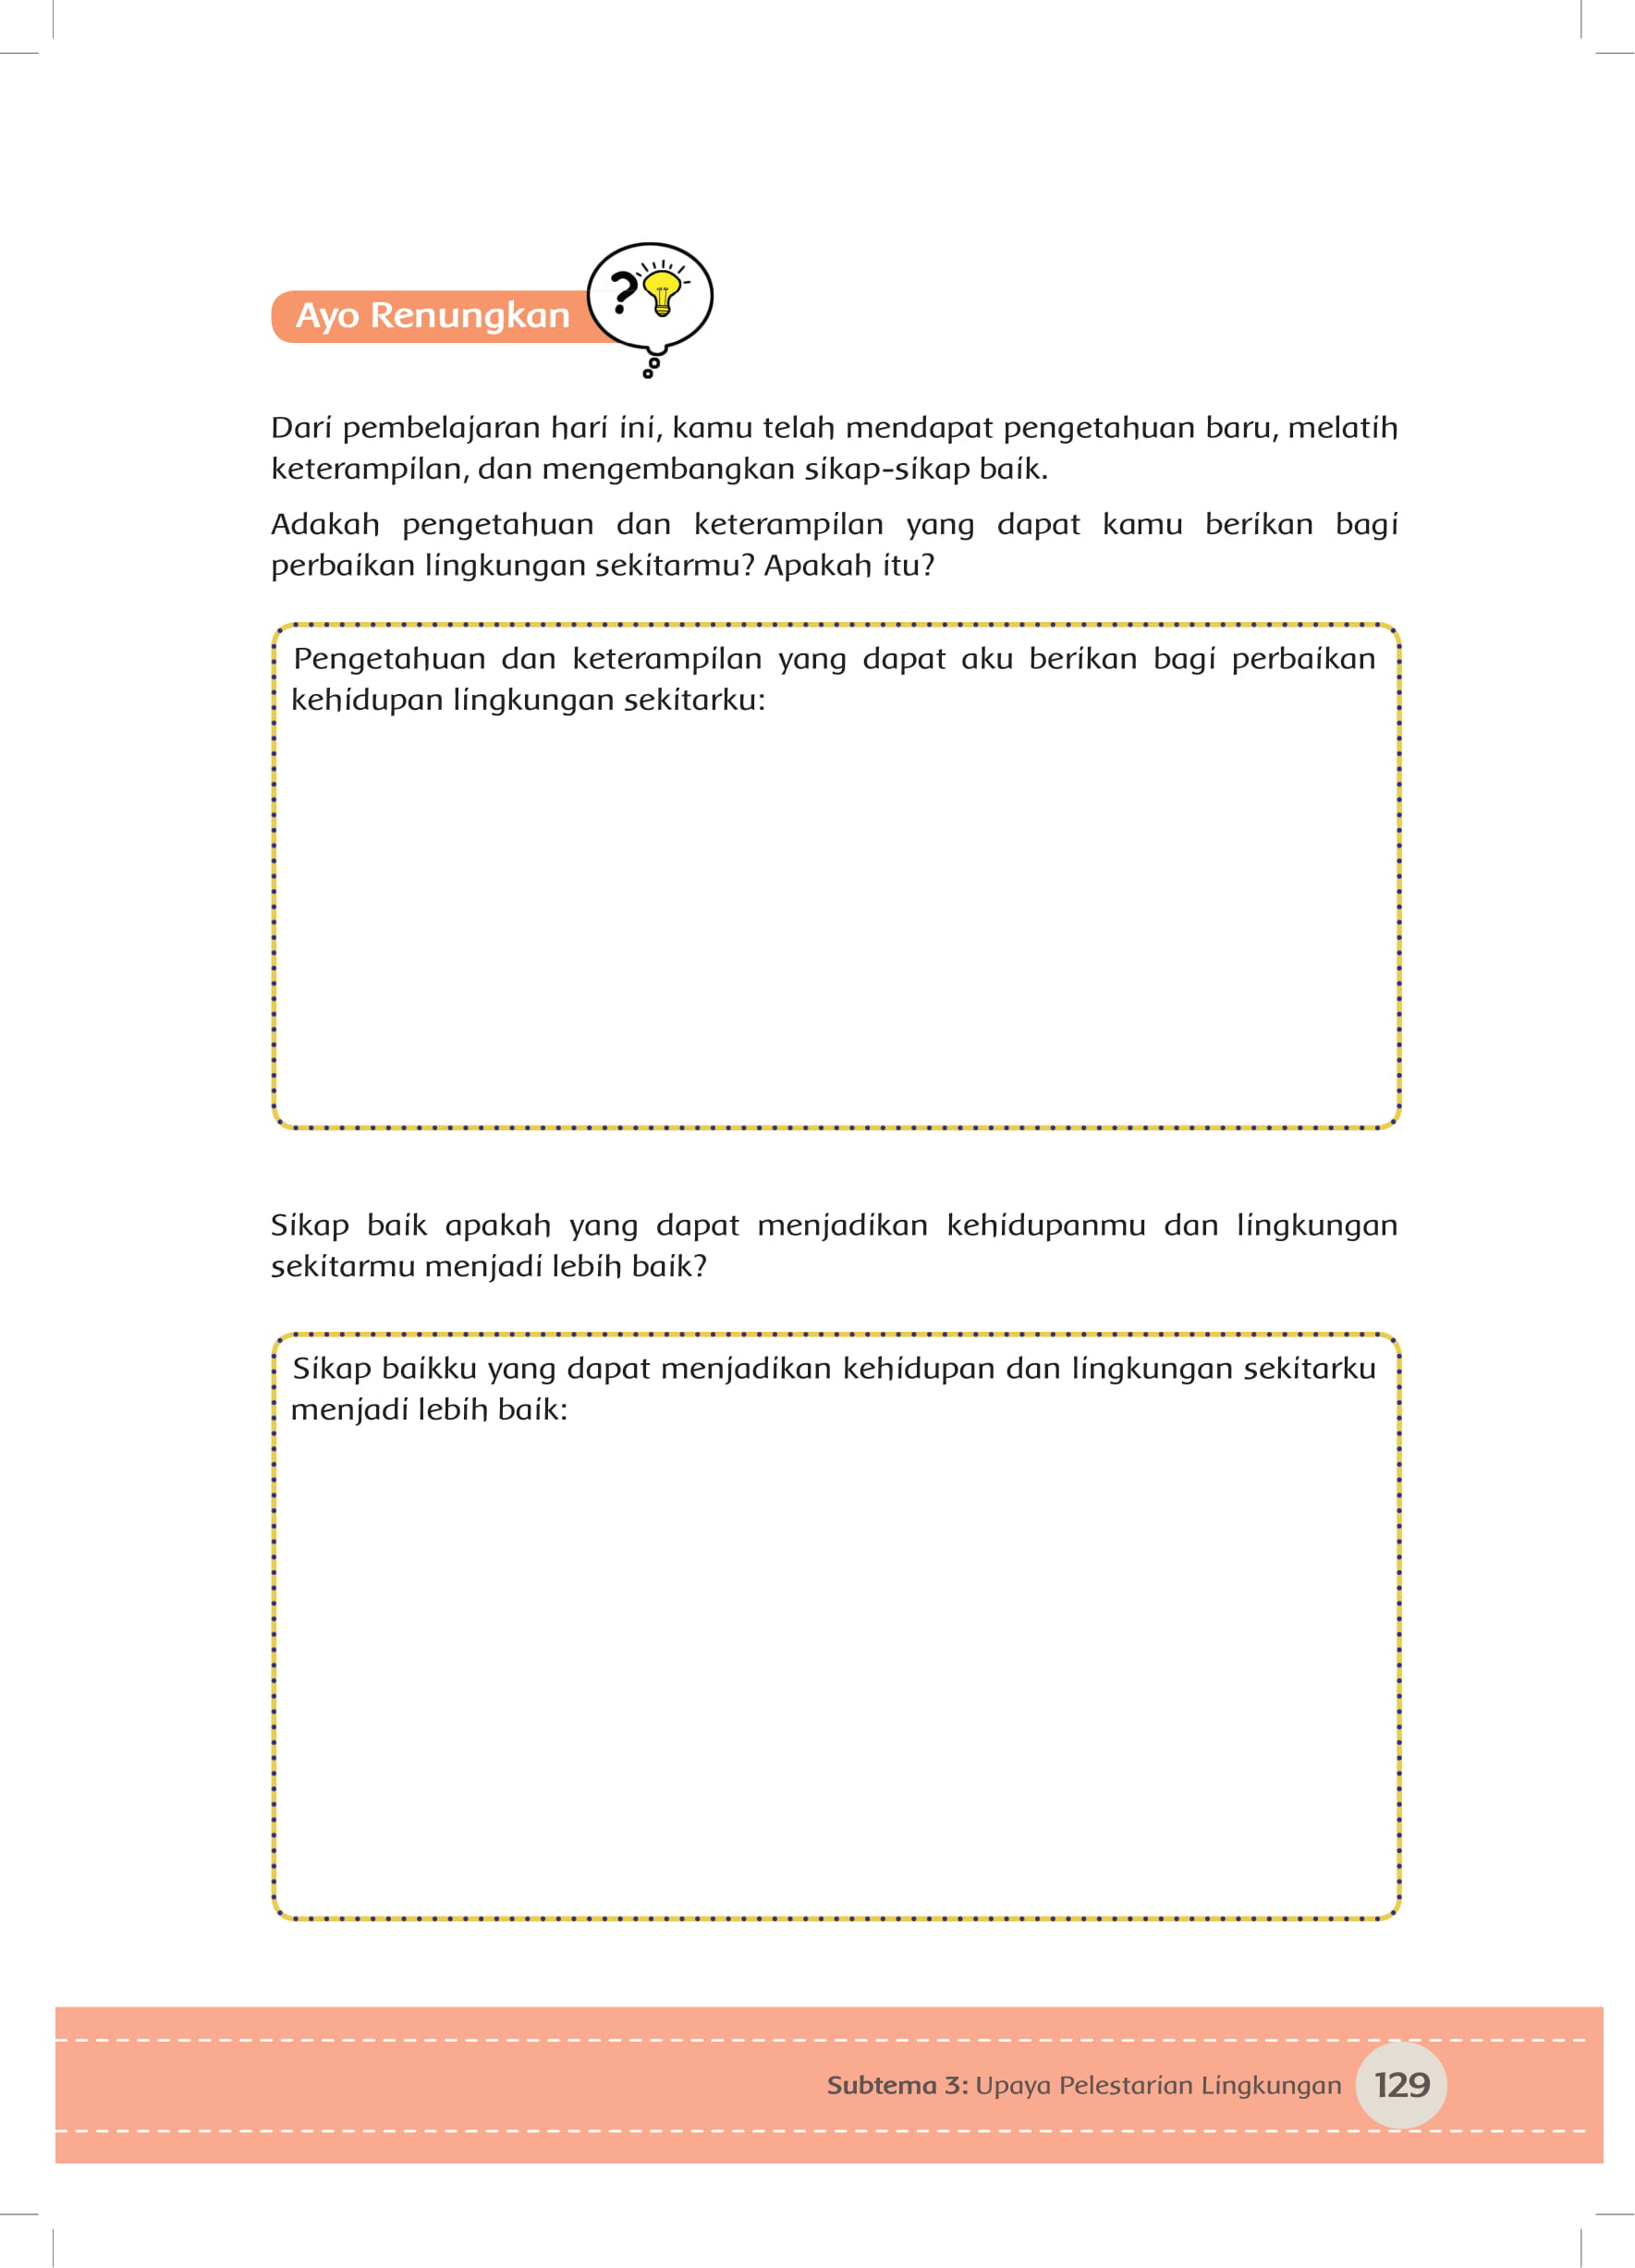 Ayo Renungkan
?
Dari pembelajaran hari ini, kamu telah mendapat pengetahuan baru, melatih
keterampilan, dan mengembangkan sikap-sikap baik.
Adakah pengetahuan dan keterampilan yang dapat kamu berikan bagi
perbaikan lingkungan sekitarmu? Apakah itu?
Pengetahuan dan keterampilan yang dapat aku berikan bagi perbaikan
kehidupan lingkungan sekitarku:
Sikap baik apakah yang dapat menjadikan kehidupanmu dan lingkungan
sekitarmu menjadi lebih baik?
Sikap baikku yang dapat menjadikan kehidupan dan lingkungan sekitarku
menjadi lebih baik:
Subtema 3: Upaya Pelestarian Lingkungan 129